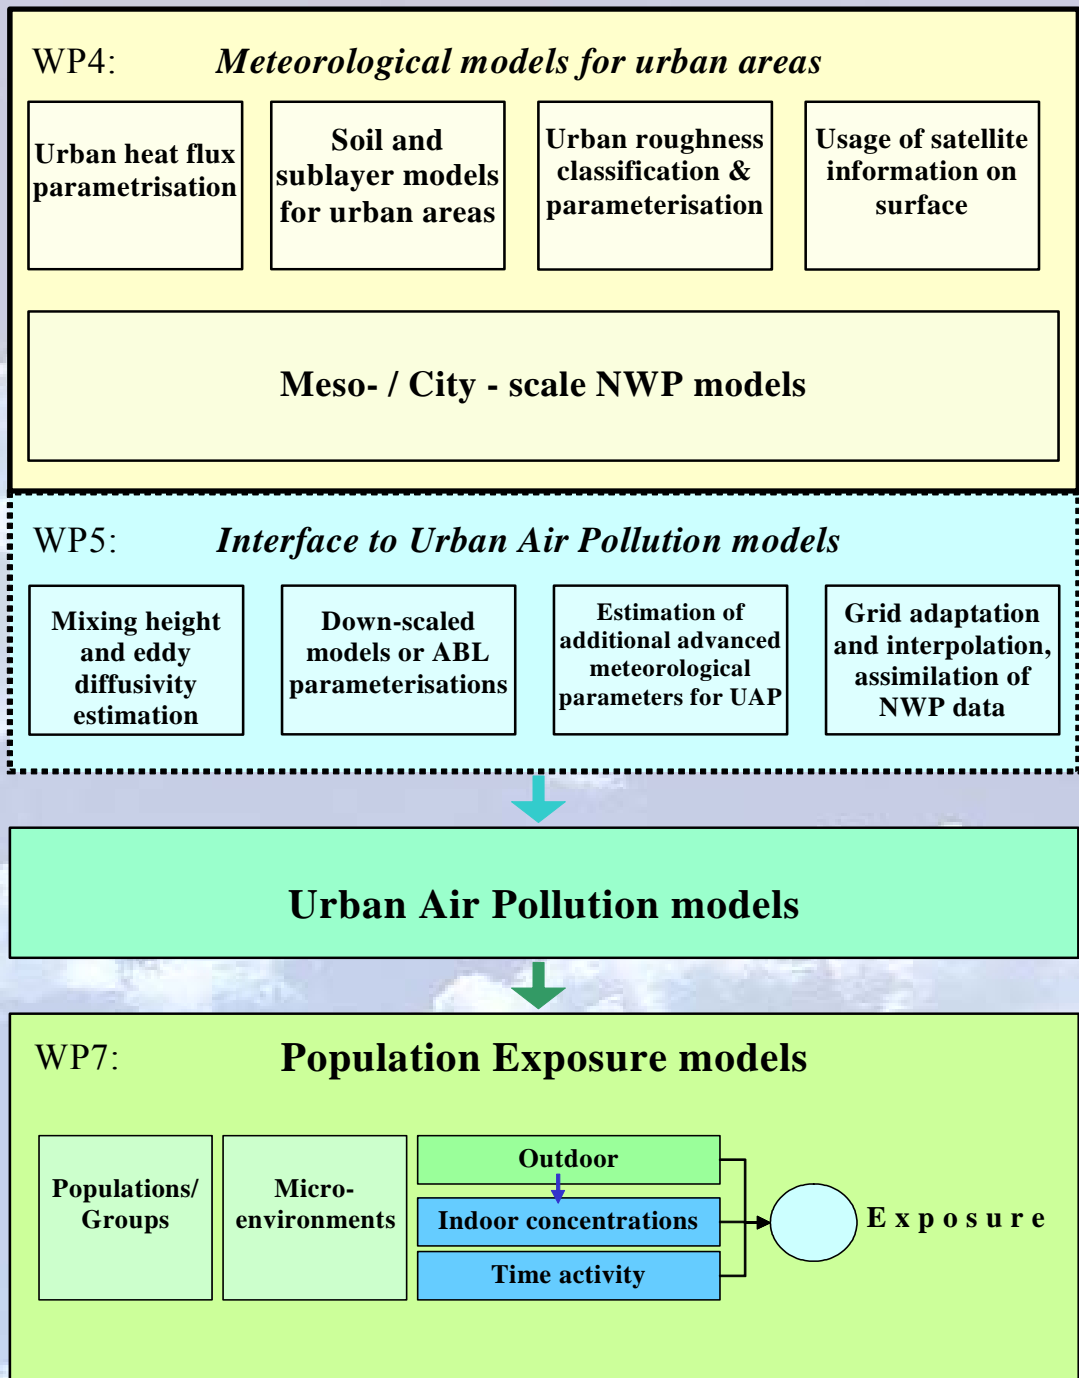 WP4: Meteorological models for urban areas
Urban heat flux
parametrisation
Soil and
sublayer models
for urban areas
Urban roughness
classification &
parameterisation
Usage of satellite
information on
surface
Meso- / City - scale NWP models
WP5: Interface to Urban Air Pollution models
Mixing height
and eddy
diffusivity
estimation
Down-scaled
models or ABL
parameterisations
Estimation of
additional advanced
meteorological
parameters for UAP
Grid adaptation
and interpolation,
assimilation of
NWP data
Urban Air Pollution models
WP7: Population Exposure models
Populations/
Groups
Micro-
environments
Outdoor
Indoor concentrations
Time activity
E x p o s u r e